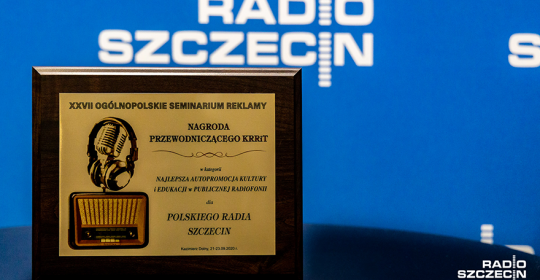 RADIO
SZCZECIN
XXVII OGÓLNOPOLSKIE SEMINARIUM REKLAMY
NAGRODA
PRZEWODNICZĄCEGO KRRiT
w kategorii
NAJLEPSZA AUTOPROMOCJA KULTURY
i EDUKACJI w PUBLICZNEJ RADIOFONII
dla
POLSKIEGO RADIA
SZCZECIN
S
RADIO
SZCZECIN